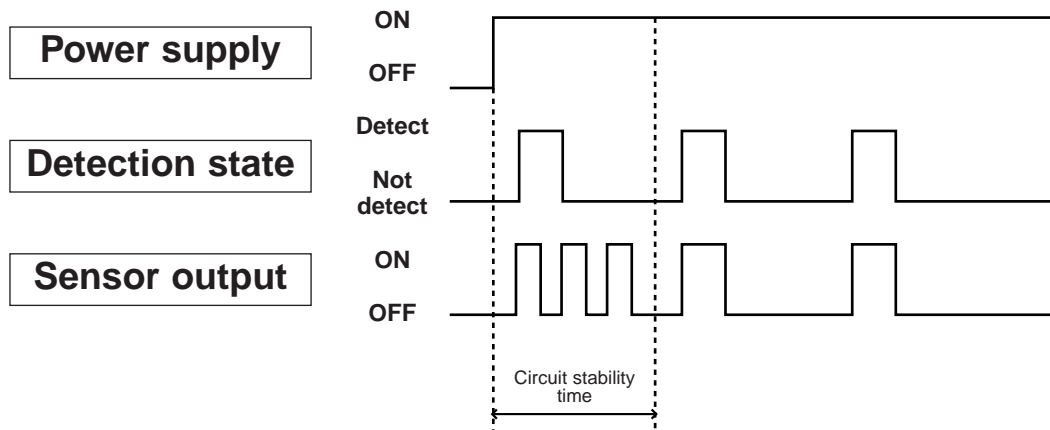 Power supply
ON
OFF
Detection state
Detect
Not
detect
Sensor output
ON
OFF
Circuit stability
time